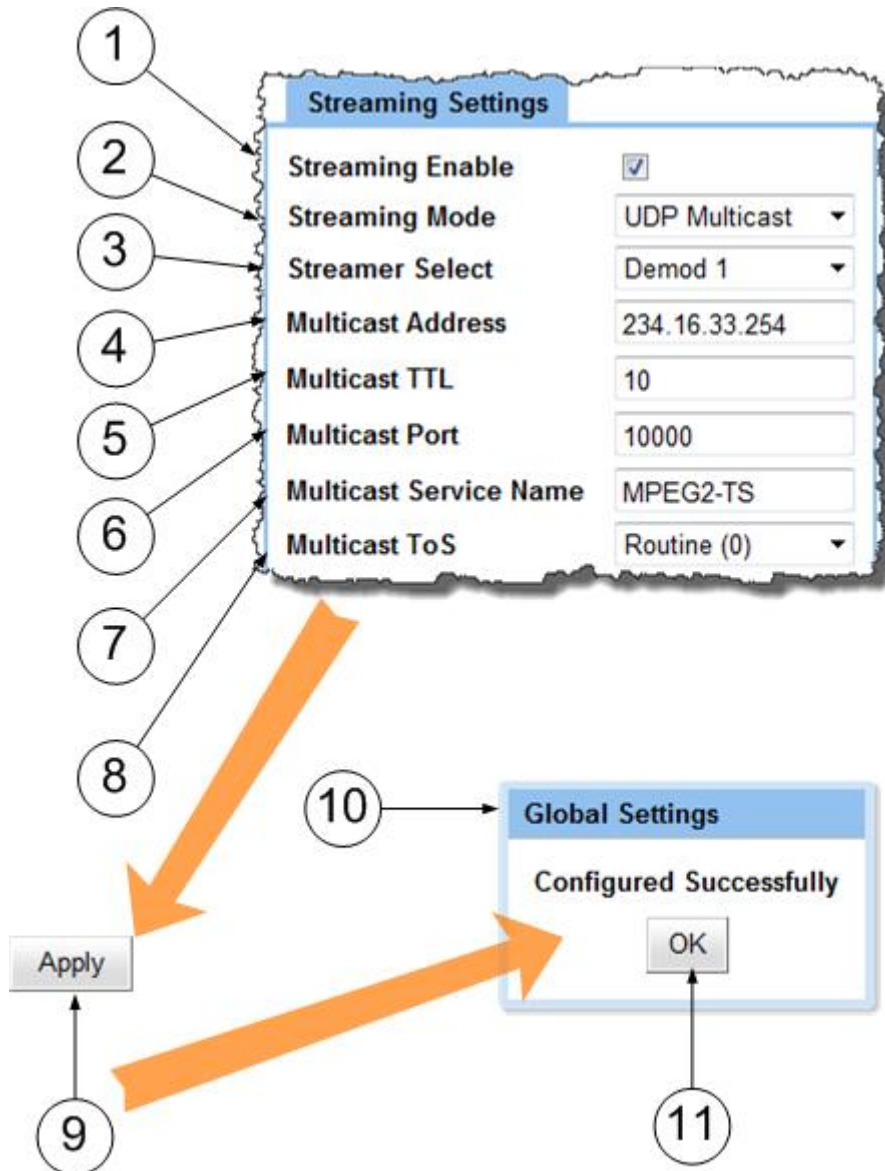 1
Streaming Settings
2
Streaming Enable
Streaming Mode UDP Multicast
3
Streamer Select Demod 1
4
Multicast Address 234.16.33.254
5
Multicast TTL 10
6
Multicast Port 10000
7
Multicast Service Name MPEG2-TS
8
Multicast ToS Routine (0)
10
Global Settings
Configured Successfully
Apply
OK
9
11